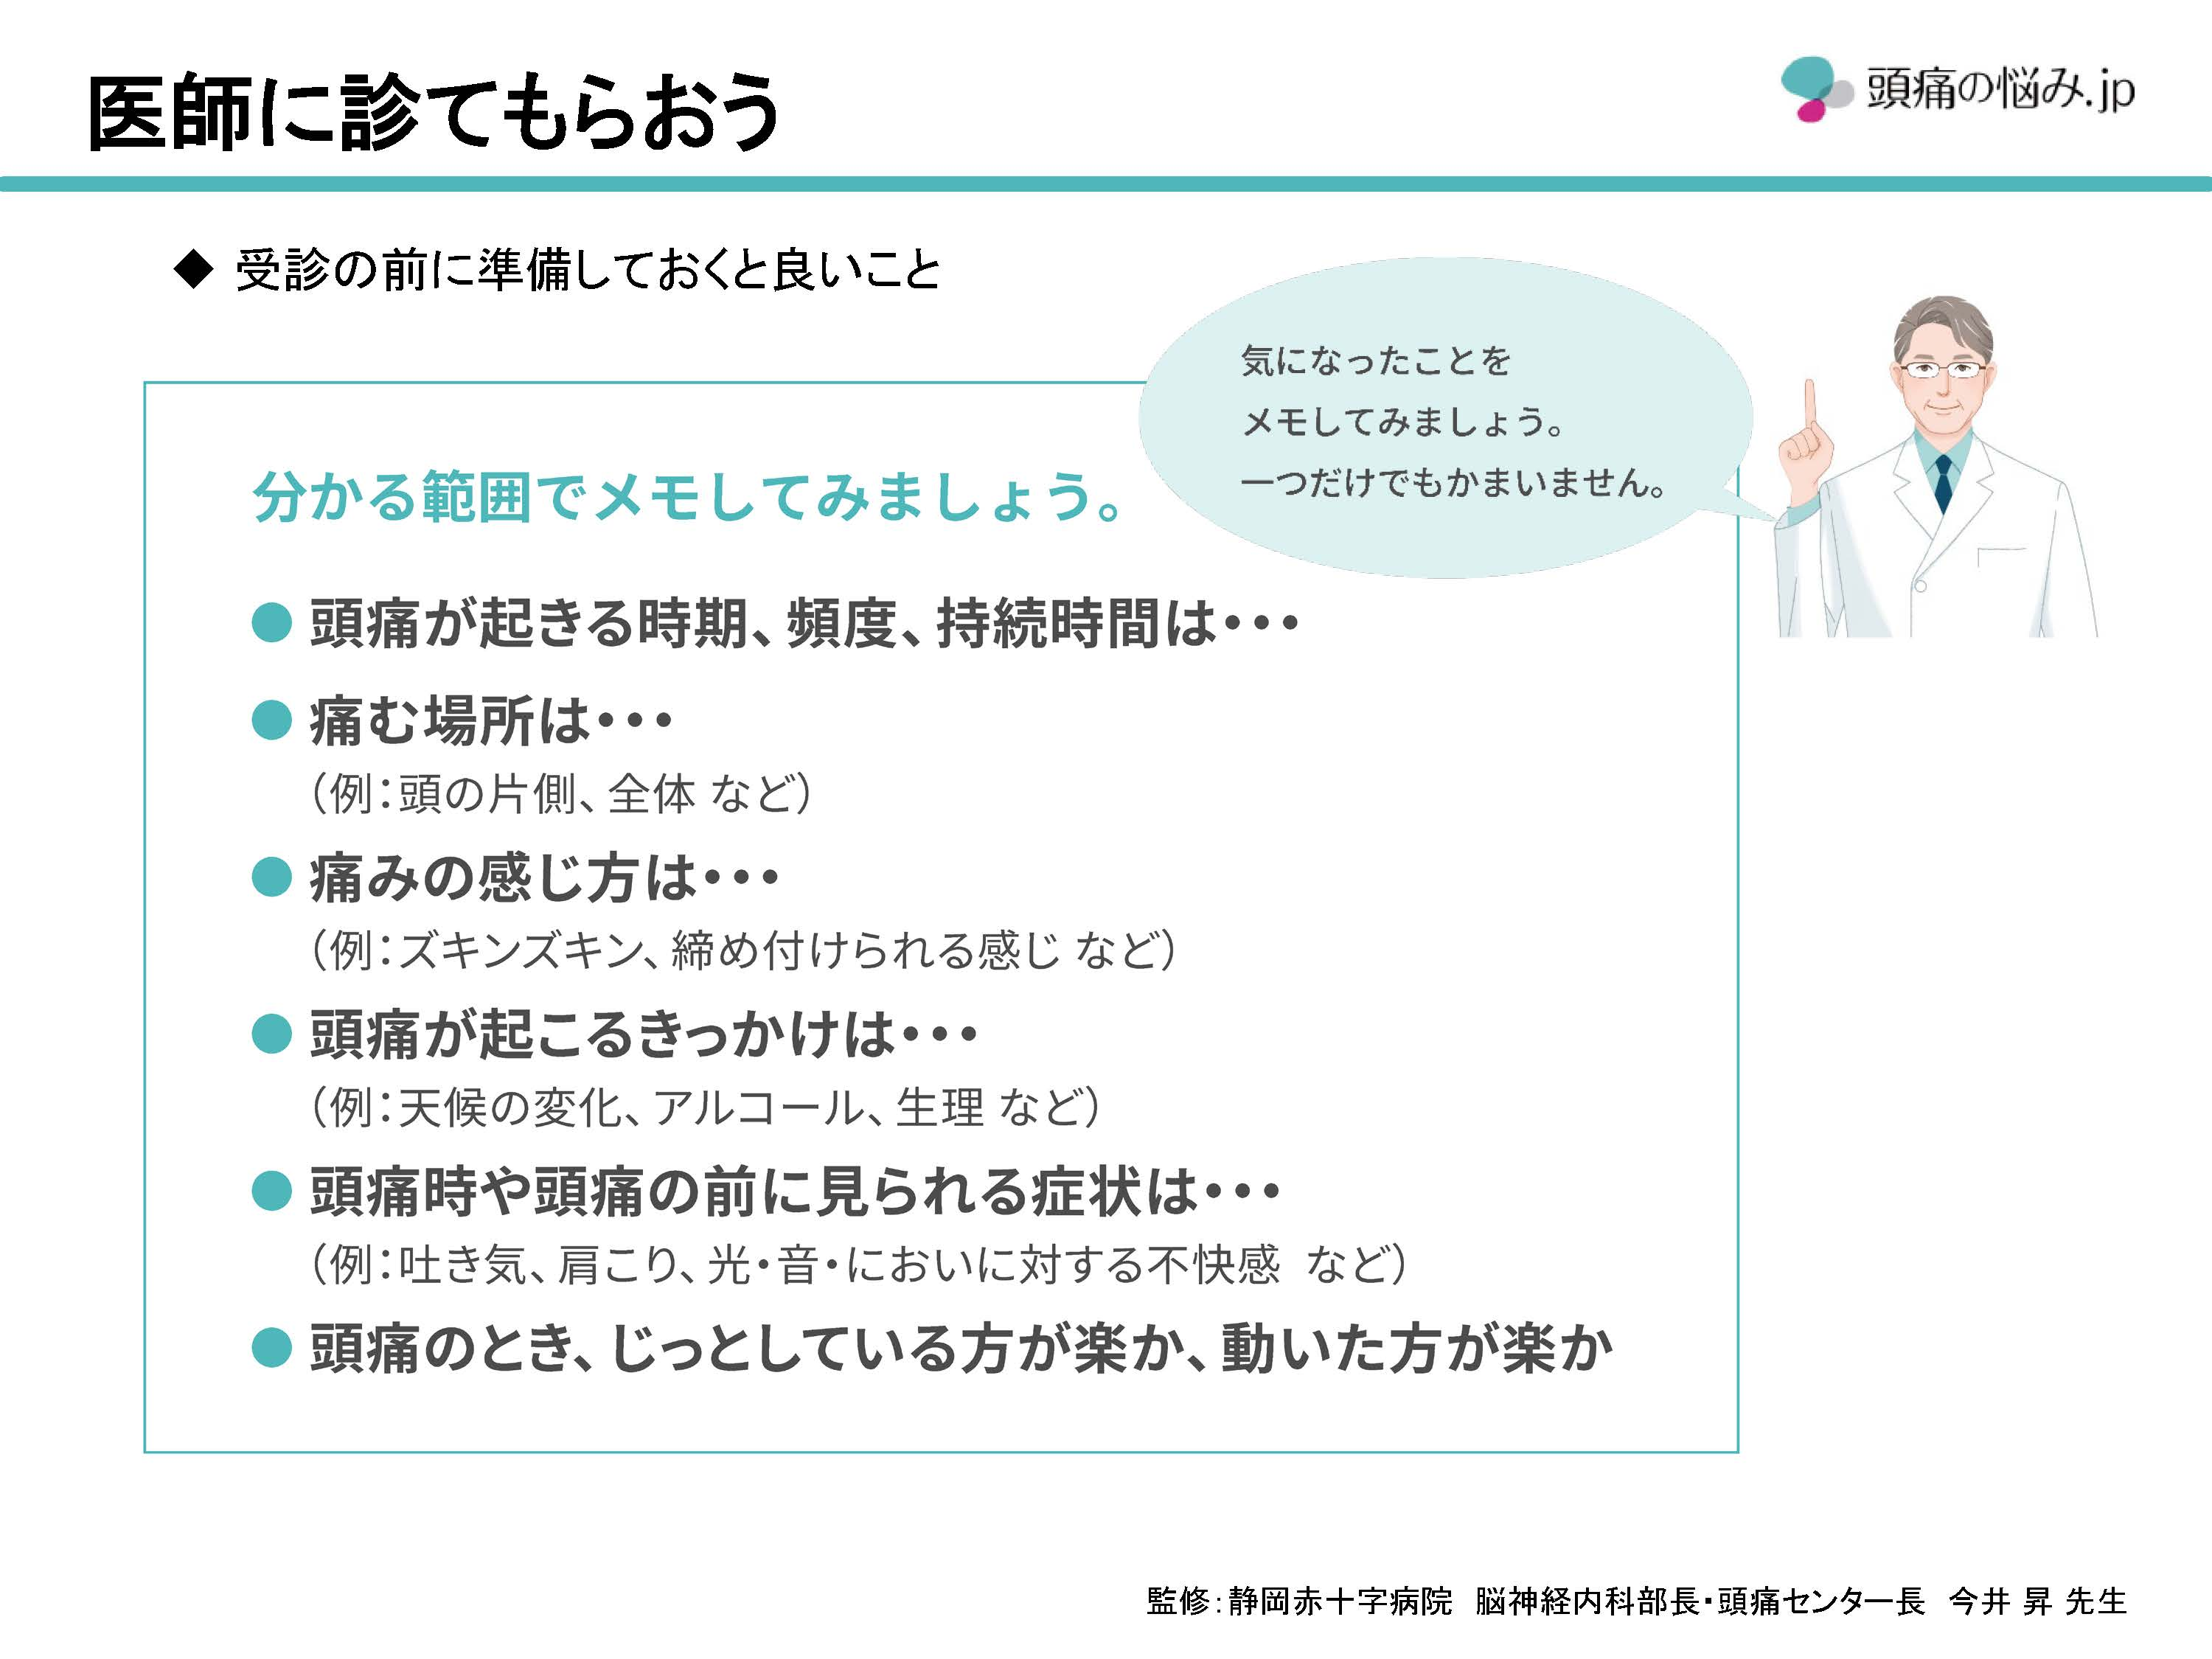 医師に診てもらおう
頭痛の悩み.jp
◆ 受診の前に準備しておくと良いこと
気になったことを
メモしてみましょう。
一つだけでもかまいません。
分かる範囲でメモしてみましょう。
● 頭痛が起きる時期、頻度、持続時間は・・・
● 痛む場所は・・・
（例：頭の片側、全体 など）
● 痛みの感じ方は・・・
（例：ズキンズキン、締め付けられる感じ など）
● 頭痛が起こるきっかけは・・・
（例：天候の変化、アルコール、生理 など）
● 頭痛時や頭痛の前に見られる症状は・・・
（例：吐き気、肩こり、光・音・においに対する不快感 など）
● 頭痛のとき、じっとしている方が楽か、動いた方が楽か
監修：静岡赤十字病院　脳神経内科部長・頭痛センター長　今井 昇 先生